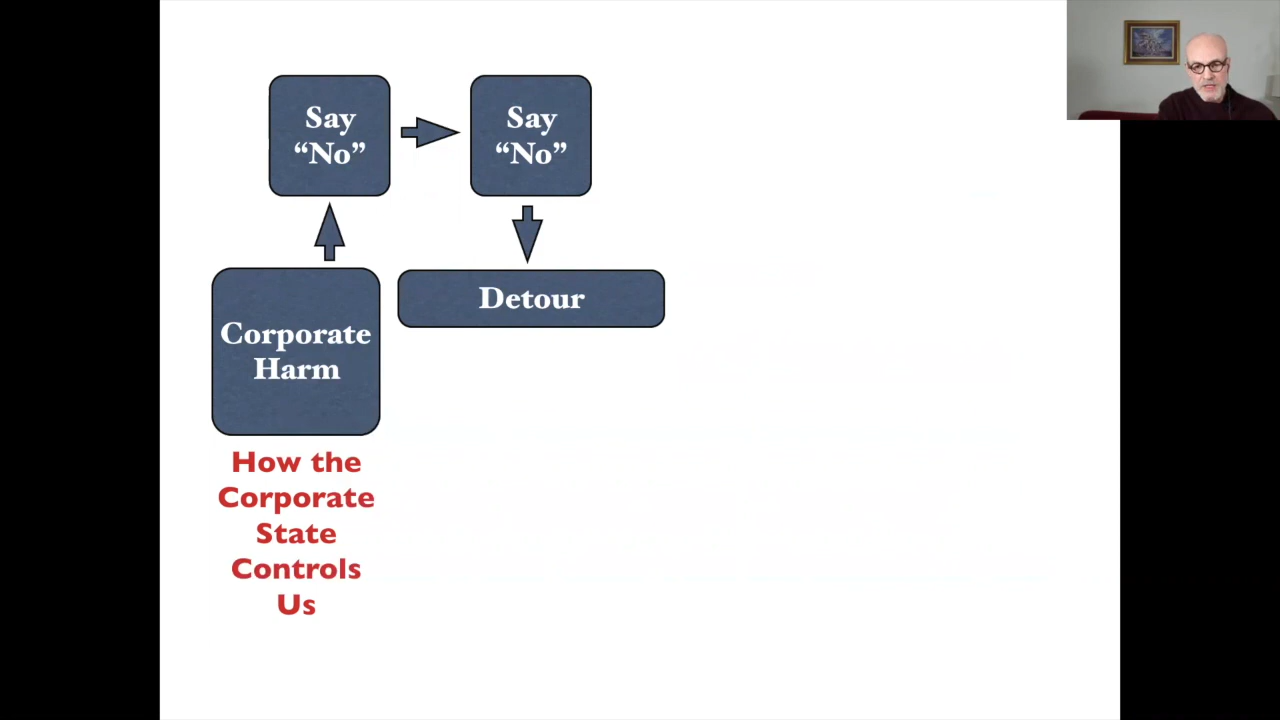 Say
“No”
Say
“No”
Detour
Corporate
Harm
How the
Corporate
State
Controls
Us